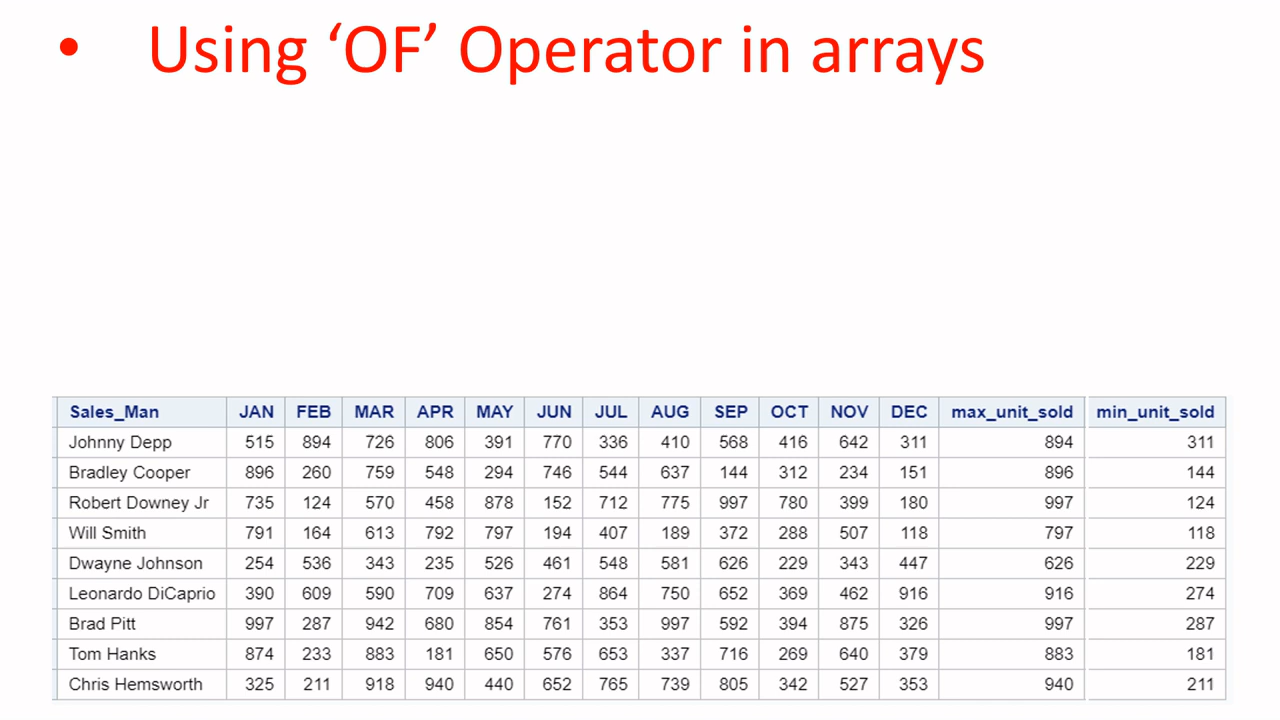 • Using ‘OF’ Operator in arrays
Sales_Man JAN FEB MAR APR MAY JUN JUL AUG SEP OCT NOV DEC max_unit_sold min_unit_sold
Johnny Depp 515 894 726 806 391 770 336 410 568 416 642 311 894 311
Bradley Cooper 896 260 759 548 294 746 544 637 144 312 234 151 896 144
Robert Downey Jr 735 124 570 458 878 152 712 775 997 780 399 180 997 124
Will Smith 791 164 613 792 797 194 407 189 372 288 507 118 797 118
Dwayne Johnson 254 536 343 235 526 461 548 581 626 229 343 447 626 229
Leonardo DiCaprio 390 609 590 709 637 274 864 750 652 369 462 916 916 274
Brad Pitt 997 287 942 680 854 761 353 997 592 394 875 326 997 287
Tom Hanks 874 233 883 181 650 576 653 337 716 269 640 379 883 181
Chris Hemsworth 325 211 918 940 440 652 765 739 805 342 527 353 940 211